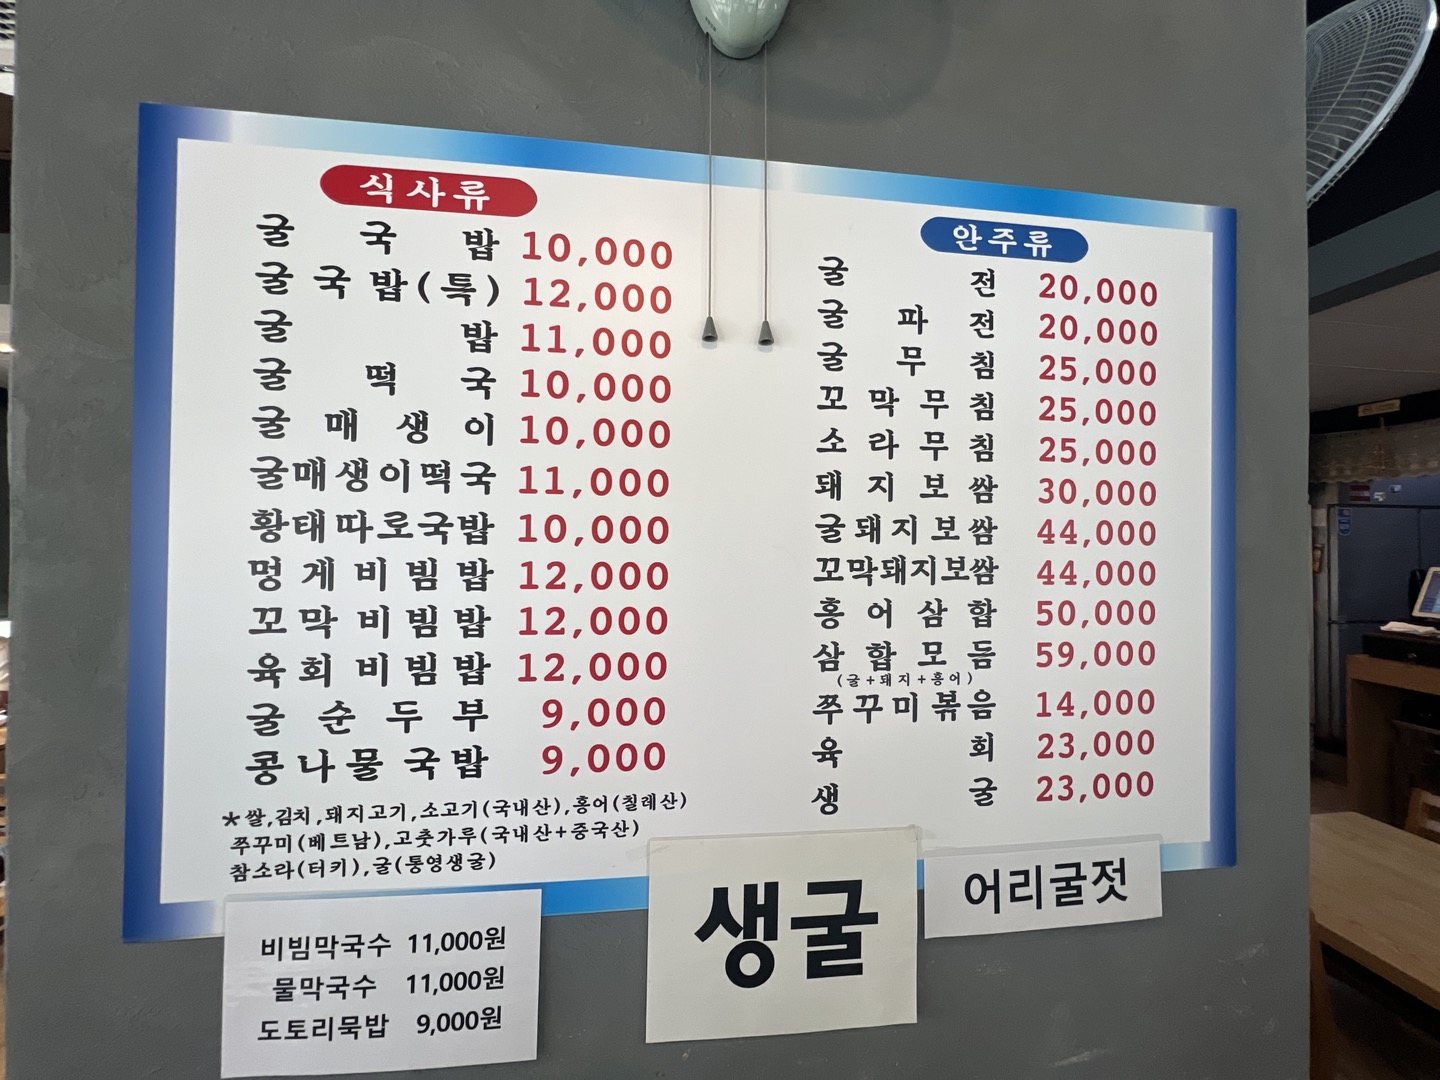 식사류
굴국밥 10,000
굴국밥(특) 12,000
굴밥 11,000
굴떡국 10,000
굴매생이 10,000
굴매생이떡국 11,000
황태따로국밥 10,000
멍게비빔밥 12,000
꼬막비빔밥 12,000
육회비빔밥 12,000
굴순두부 9,000
콩나물국밥 9,000
*쌀,김치,돼지고기,소고기(국내산),홍어(칠레산)
쭈꾸미(베트남),고춧가루(국내산+중국산)
참소라(터키),굴(통영생굴)
안주류
굴전 20,000
굴파전 20,000
굴무침 25,000
꼬막무침 25,000
소라무침 25,000
돼지보쌈 30,000
굴돼지보쌈 44,000
꼬막돼지보쌈 44,000
홍어삼합 50,000
삼합모듬 59,000
(굴+돼지+홍어)
쭈꾸미볶음 14,000
육회 23,000
생굴 23,000
비빔막국수 11,000원
물막국수 11,000원
도토리묵밥 9,000원
생굴
어리굴젓